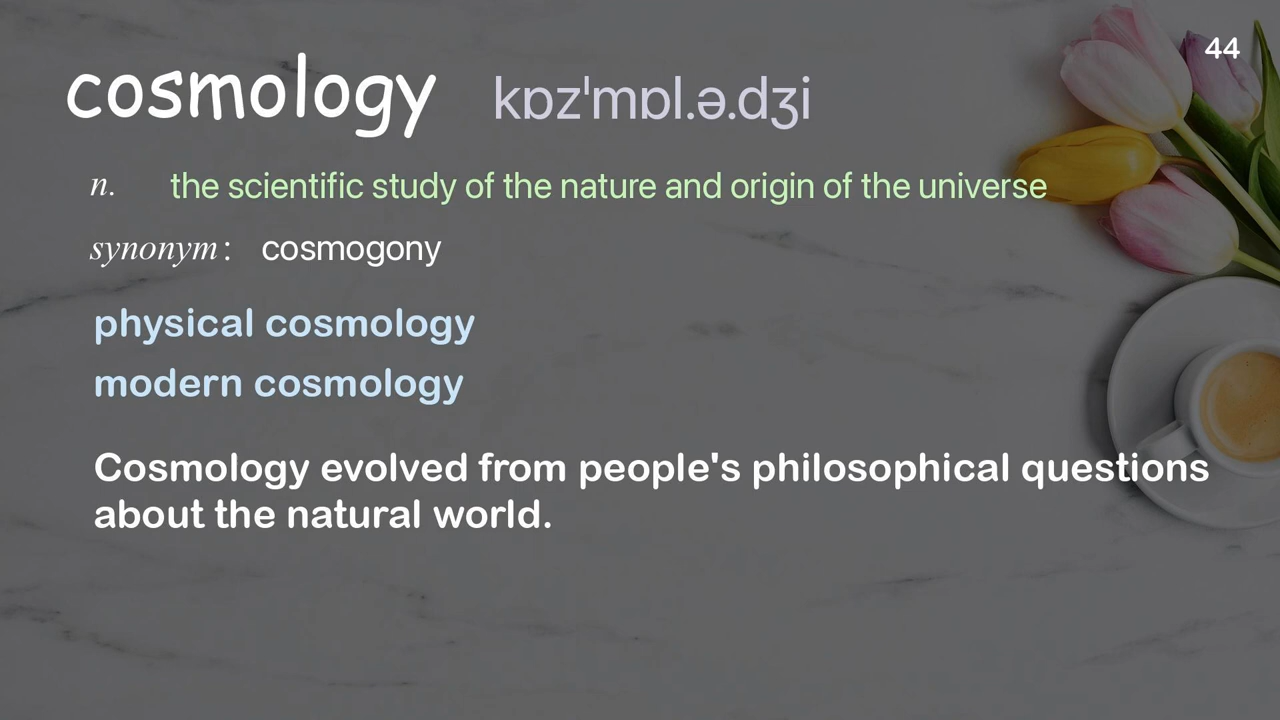 44
cosmology kɒzˈmɒl.ə.dʒi
n. the scientific study of the nature and origin of the universe
synonym: cosmogony
physical cosmology
modern cosmology
Cosmology evolved from people's philosophical questions
about the natural world.